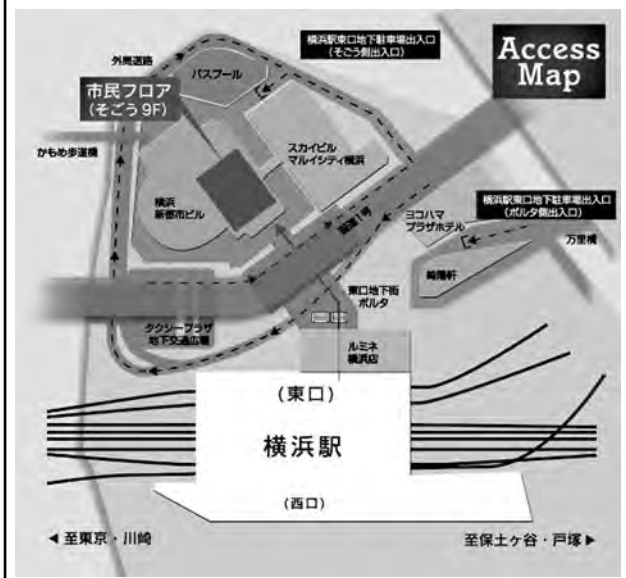 Access
Map
横浜駅東口地下駐車場出入口
(そごう側出入口)
外周道路
バスプール
市民フロア
(そごう9F)
かもめ歩道橋
スカイビル
マルイシティ横浜
横浜
新都市ビル
国道1号
横浜駅東口地下駐車場出入口
(ポルタ側出入口)
ヨコハマ
プラザホテル
万里橋
崎陽軒
東口地下街
ポルタ
タクシープラザ
地下交通広場
ルミネ
横浜店
(東口)
横浜駅
(西口)
◀至東京・川崎
至保土ヶ谷・戸塚▶